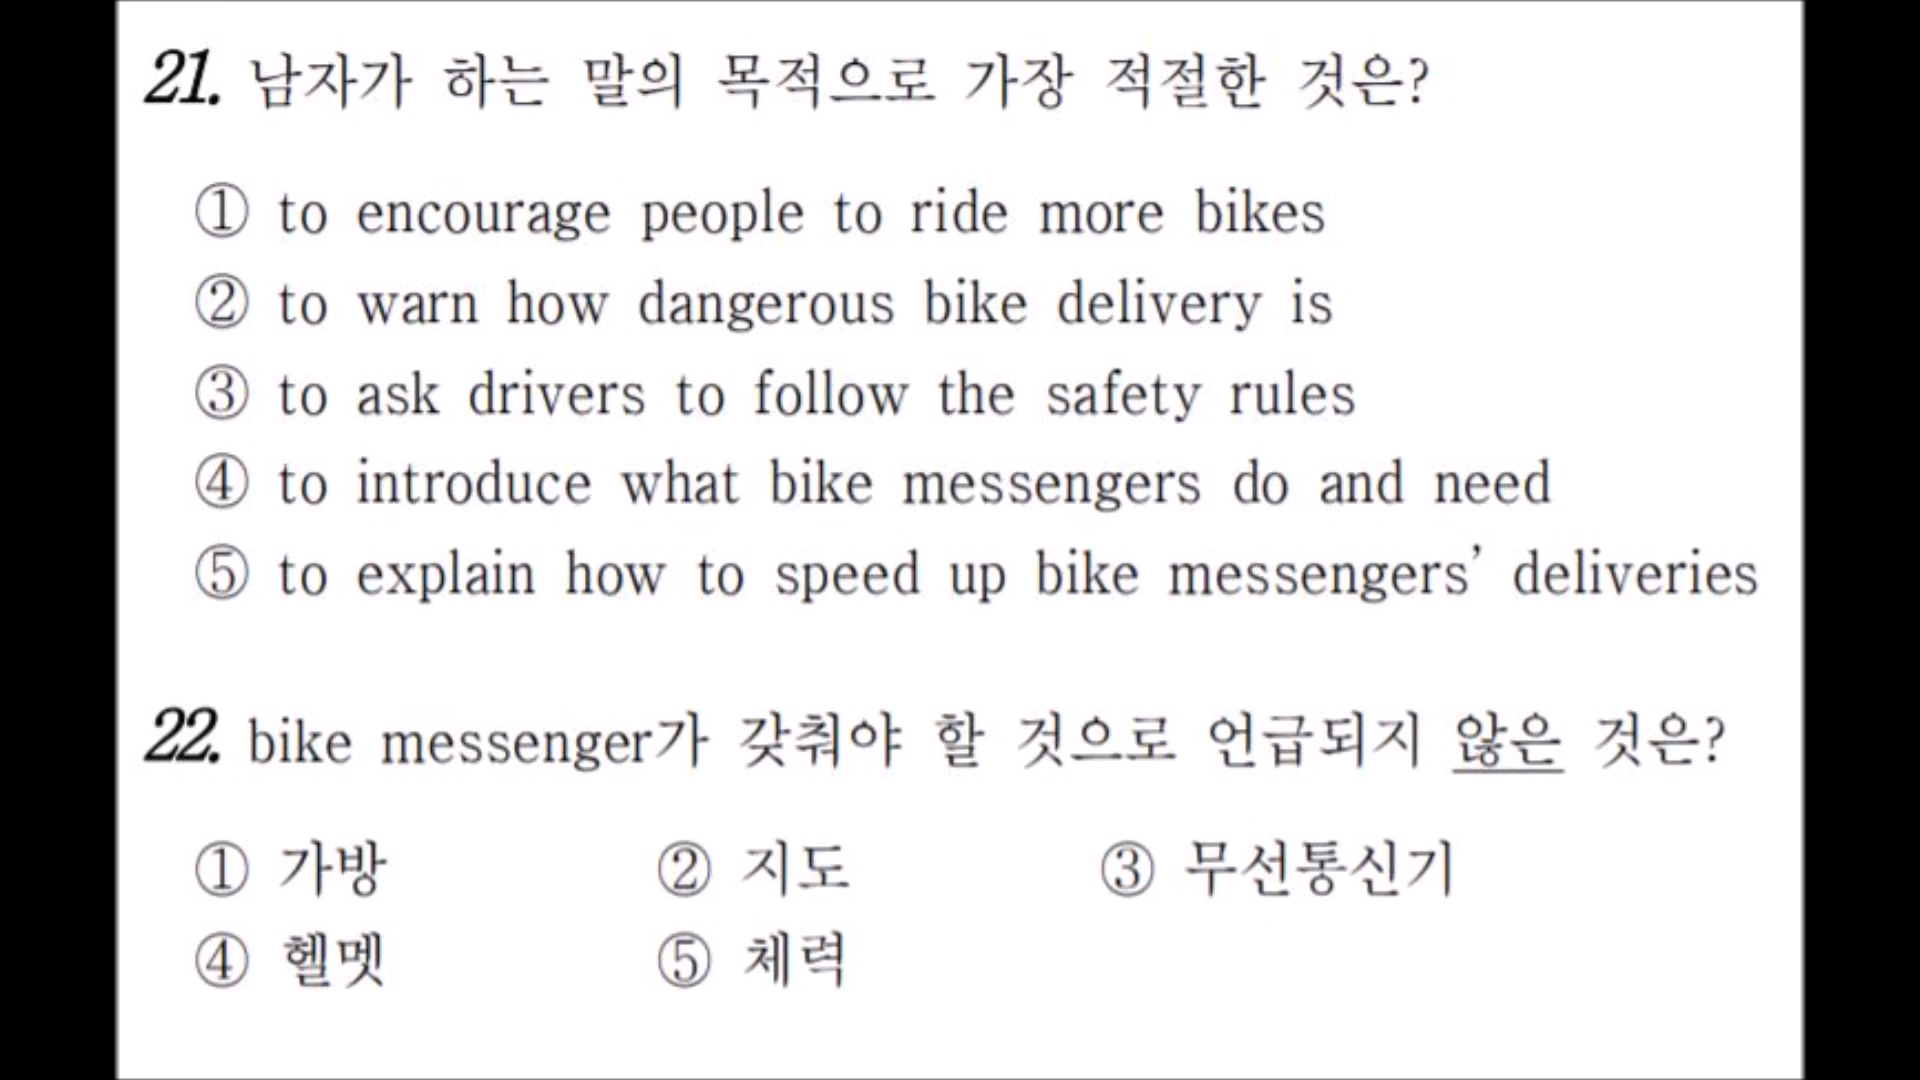 21. 남자가 하는 말의 목적으로 가장 적절한 것은?
① to encourage people to ride more bikes
② to warn how dangerous bike delivery is
③ to ask drivers to follow the safety rules
④ to introduce what bike messengers do and need
⑤ to explain how to speed up bike messengers’ deliveries
22. bike messenger가 갖춰야 할 것으로 언급되지 않은 것은?
① 가방 ② 지도 ③ 무선통신기
④ 헬멧 ⑤ 체력